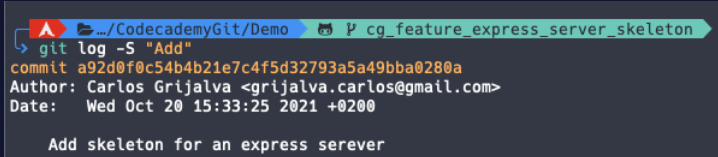 …/CodecademyGit/Demo cg_feature_express_server_skeleton
git log -S "Add"
commit a92d0f0c54b4b21e7c4f5d32793a5a49bba0280a
Author: Carlos Grijalva <grijalva.carlos@gmail.com>
Date:   Wed Oct 20 15:33:25 2021 +0200
Add skeleton for an express serever